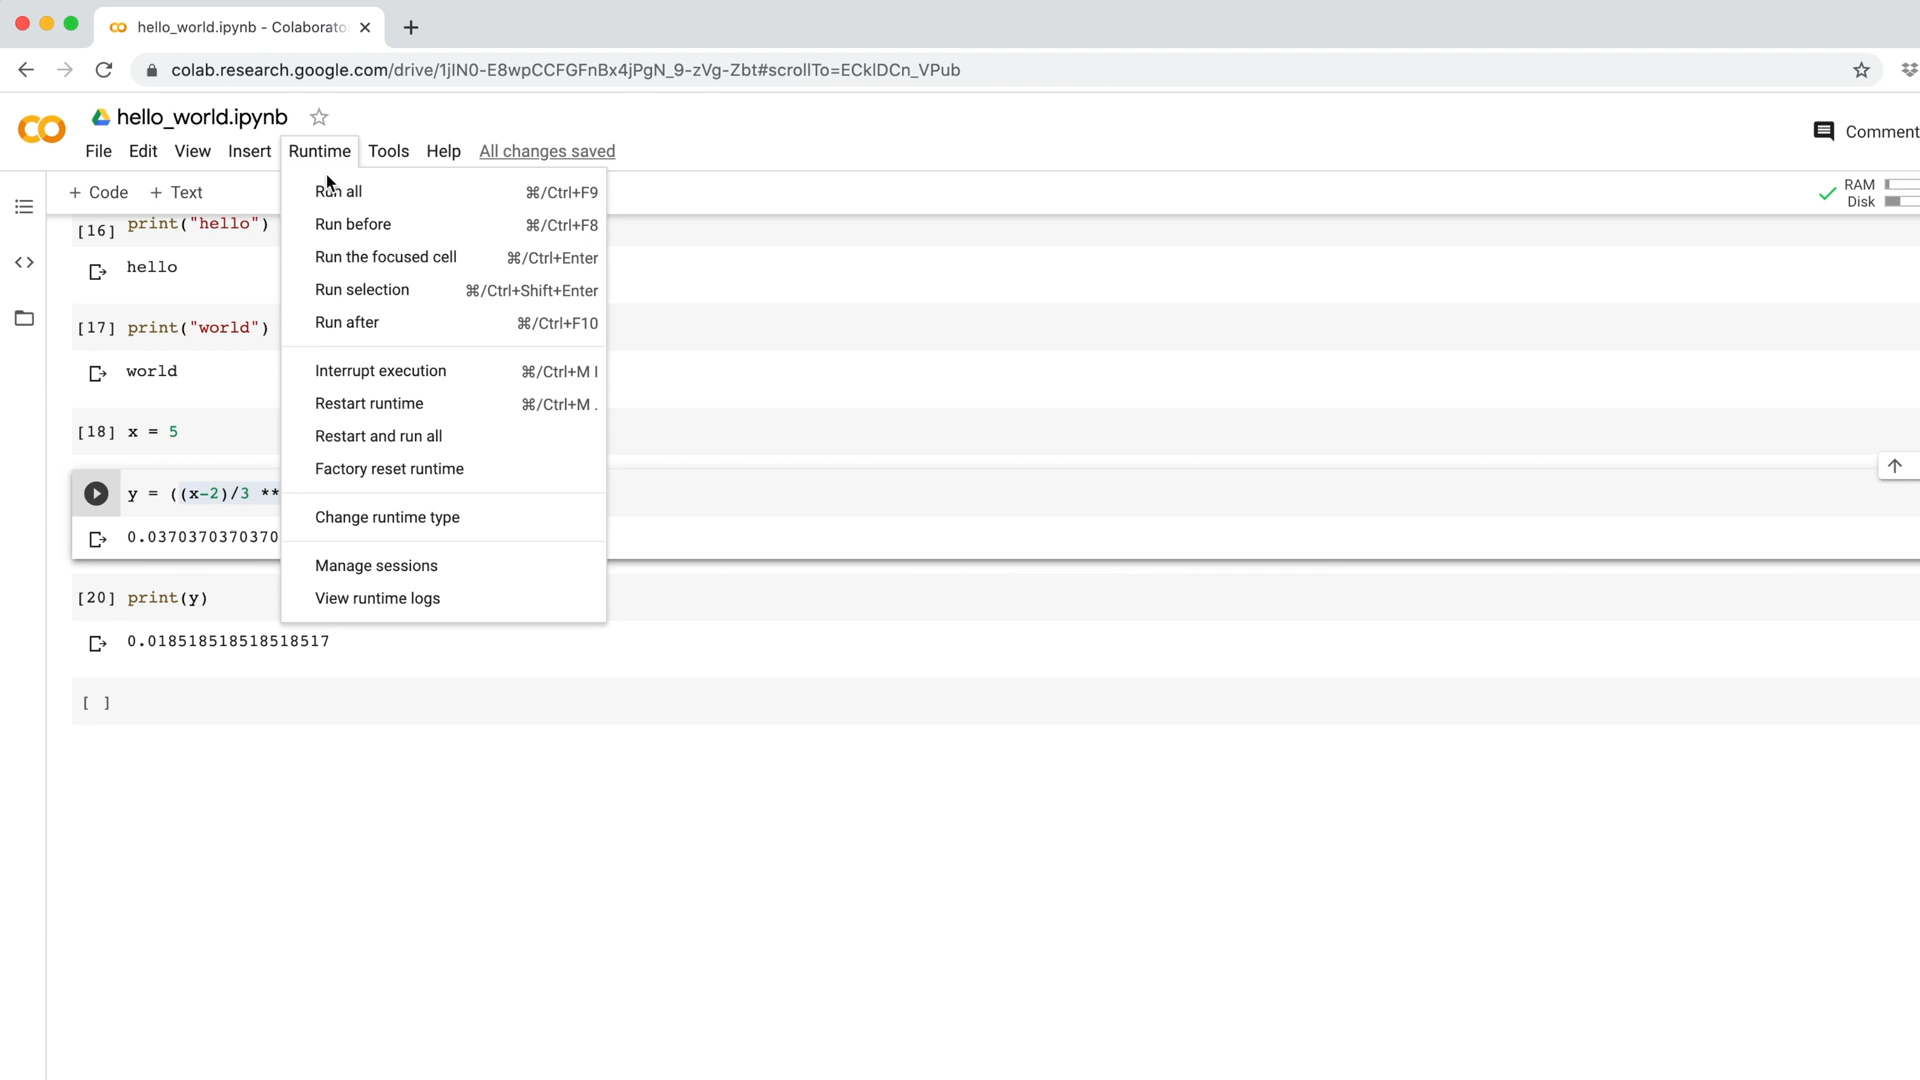 hello_world.ipynb - Colaborato
colab.research.google.com/drive/1jIN0-E8wpCCFGFnBx4jPgN_9-zVg-Zbt#scrollTo=ECklDCn_VPub
hello_world.ipynb
Comment
File Edit View Insert Runtime Tools Help All changes saved
+ Code + Text
RAM
Disk
Run all ⌘/Ctrl+F9
Run before ⌘/Ctrl+F8
Run the focused cell ⌘/Ctrl+Enter
Run selection ⌘/Ctrl+Shift+Enter
Run after ⌘/Ctrl+F10
Interrupt execution ⌘/Ctrl+M I
Restart runtime ⌘/Ctrl+M .
Restart and run all
Factory reset runtime
Change runtime type
Manage sessions
View runtime logs
[16] print("hello")
hello
[17] print("world")
world
[18] x = 5
y = ((x-2)/3 **
0.0370370370370
[20] print(y)
0.018518518518518517
[ ]